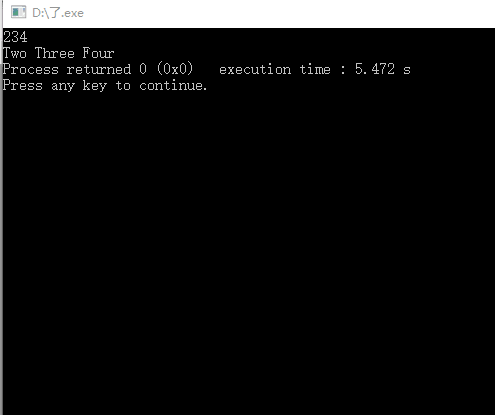 D:\了.exe
234
Two Three Four
Process returned 0 (0x0)   execution time : 5.472 s
Press any key to continue.